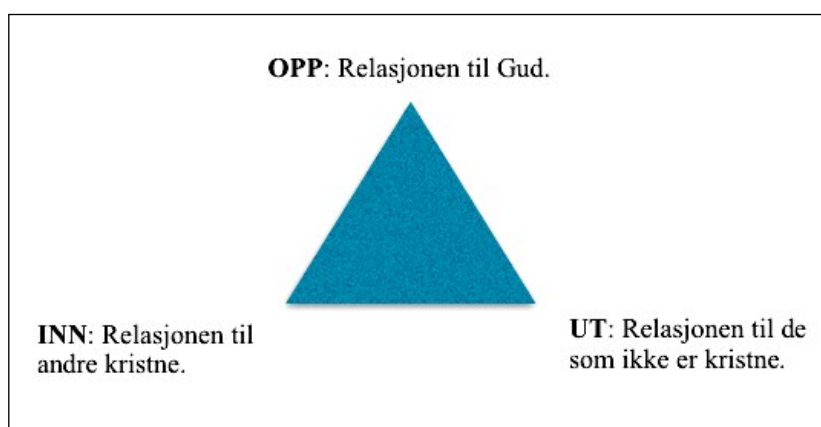 OPP: Relasjonen til Gud.
INN: Relasjonen til
andre kristne.
UT: Relasjonen til de
som ikke er kristne.